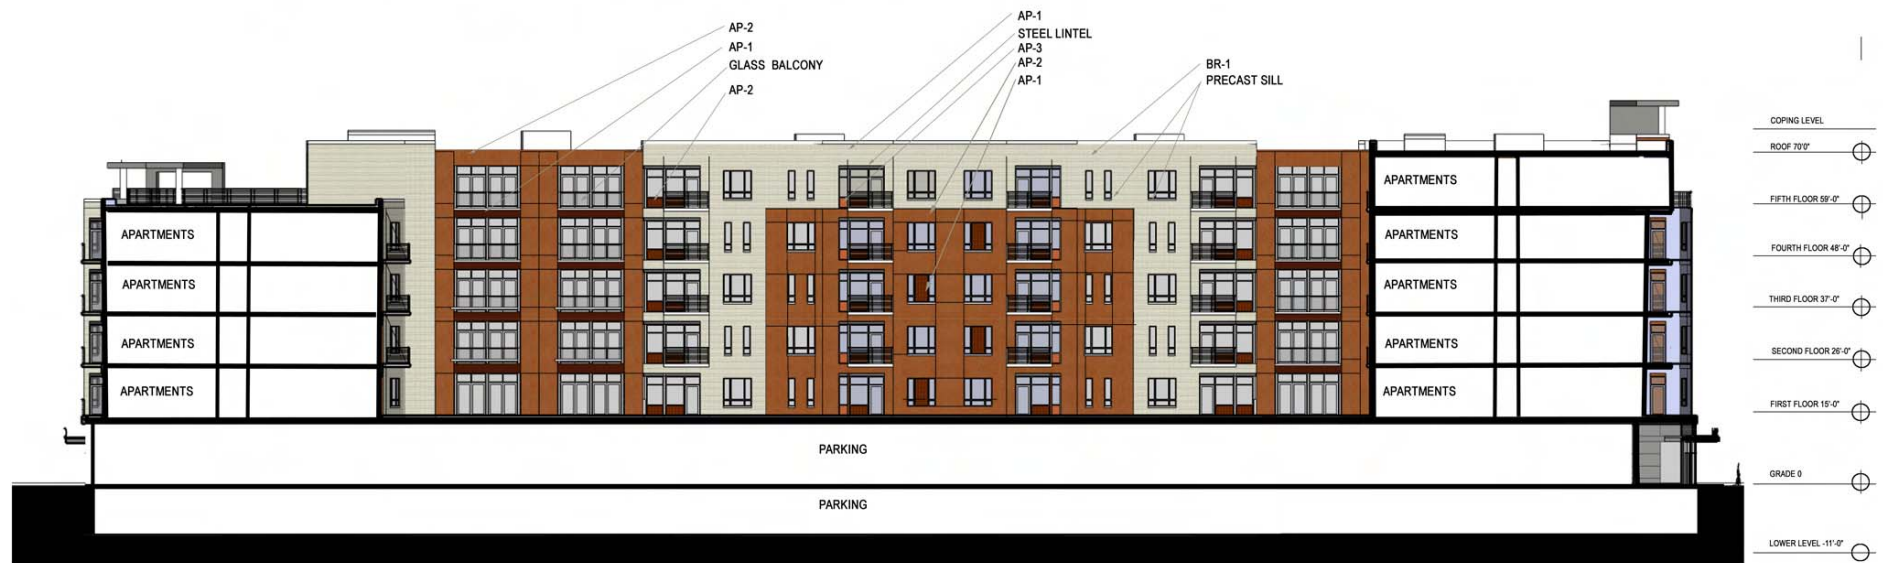 AP-2
AP-1
GLASS BALCONY
AP-2
AP-1
STEEL LINTEL
AP-3
AP-2
AP-1
BR-1
PRECAST SILL
COPING LEVEL
ROOF 70'0"
FIFTH FLOOR 59'-0"
FOURTH FLOOR 48'-0"
THIRD FLOOR 37'-0"
SECOND FLOOR 26'-0"
FIRST FLOOR 15'-0"
GRADE 0
LOWER LEVEL -11'-0"
APARTMENTS
APARTMENTS
APARTMENTS
APARTMENTS
APARTMENTS
APARTMENTS
APARTMENTS
APARTMENTS
APARTMENTS
PARKING
PARKING